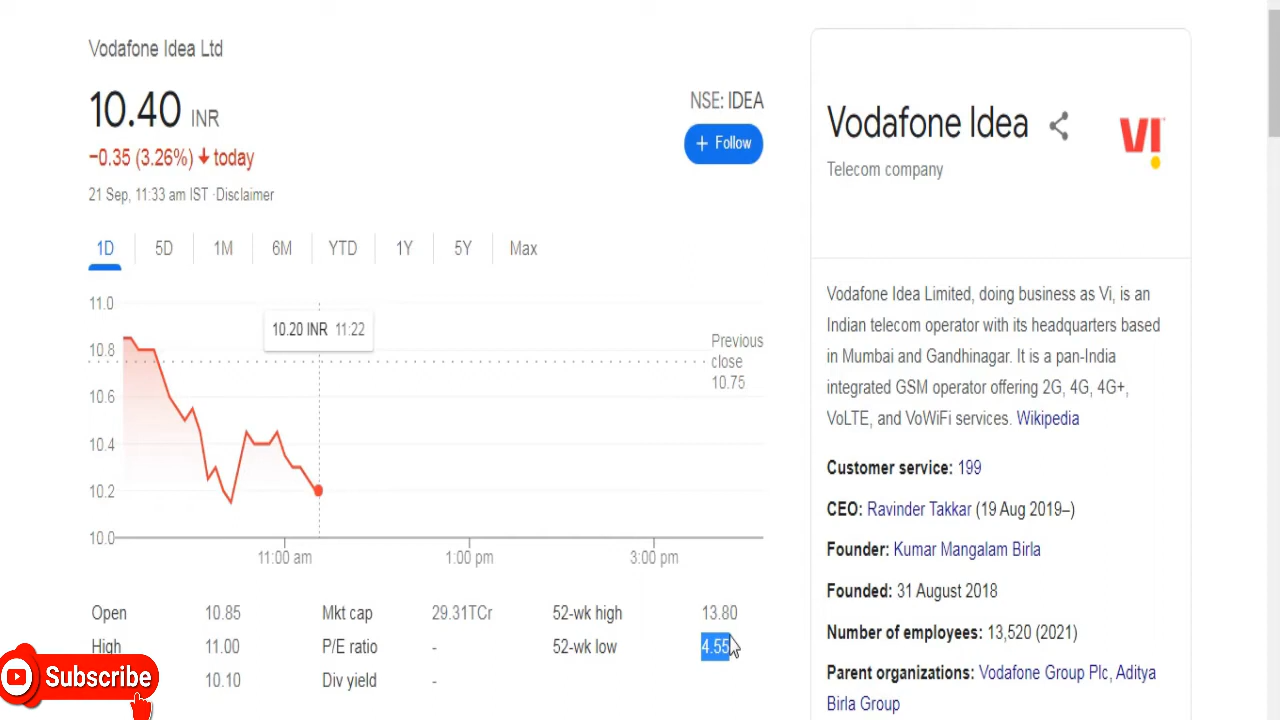 Vodafone Idea Ltd
10.40 INR
−0.35 (3.26%) today
21 Sep, 11:33 am IST ·Disclaimer
NSE: IDEA
+ Follow
1D 5D 1M 6M YTD 1Y 5Y Max
11.0
10.8
10.6
10.4
10.2
10.0
10.20 INR 11:22
Previous
close
10.75
11:00 am 1:00 pm 3:00 pm
Open 10.85 Mkt cap 29.31TCr 52-wk high 13.80
High 11.00 P/E ratio - 52-wk low 4.55
10.10 Div yield -
Subscribe
Vodafone Idea
VI
Telecom company
Vodafone Idea Limited, doing business as Vi, is an
Indian telecom operator with its headquarters based
in Mumbai and Gandhinagar. It is a pan-India
integrated GSM operator offering 2G, 4G, 4G+,
VoLTE, and VoWiFi services. Wikipedia
Customer service: 199
CEO: Ravinder Takkar (19 Aug 2019–)
Founder: Kumar Mangalam Birla
Founded: 31 August 2018
Number of employees: 13,520 (2021)
Parent organizations: Vodafone Group Plc, Aditya
Birla Group